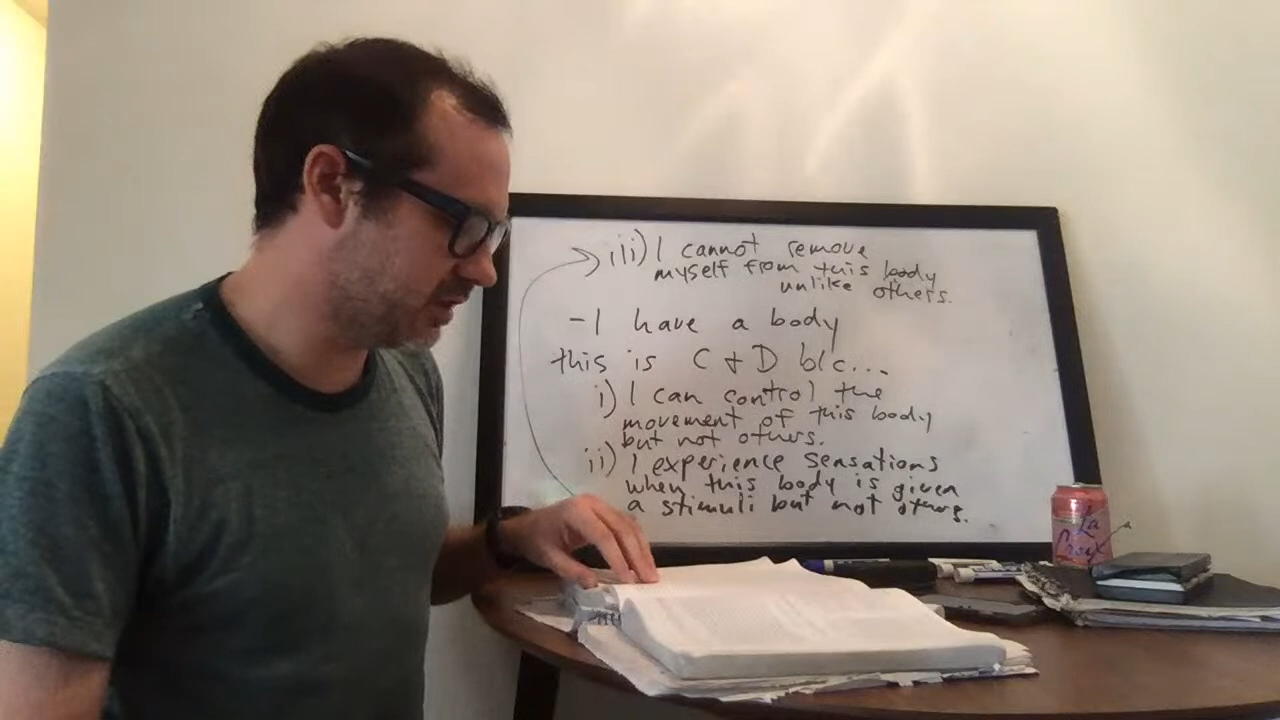 iii) I cannot remove
myself from this body
unlike others.
- I have a body
this is C & D b/c...
i) I can control the
movement of this body
but not others.
ii) I experience sensations
when this body is given
a stimuli but not others.
La
Croix